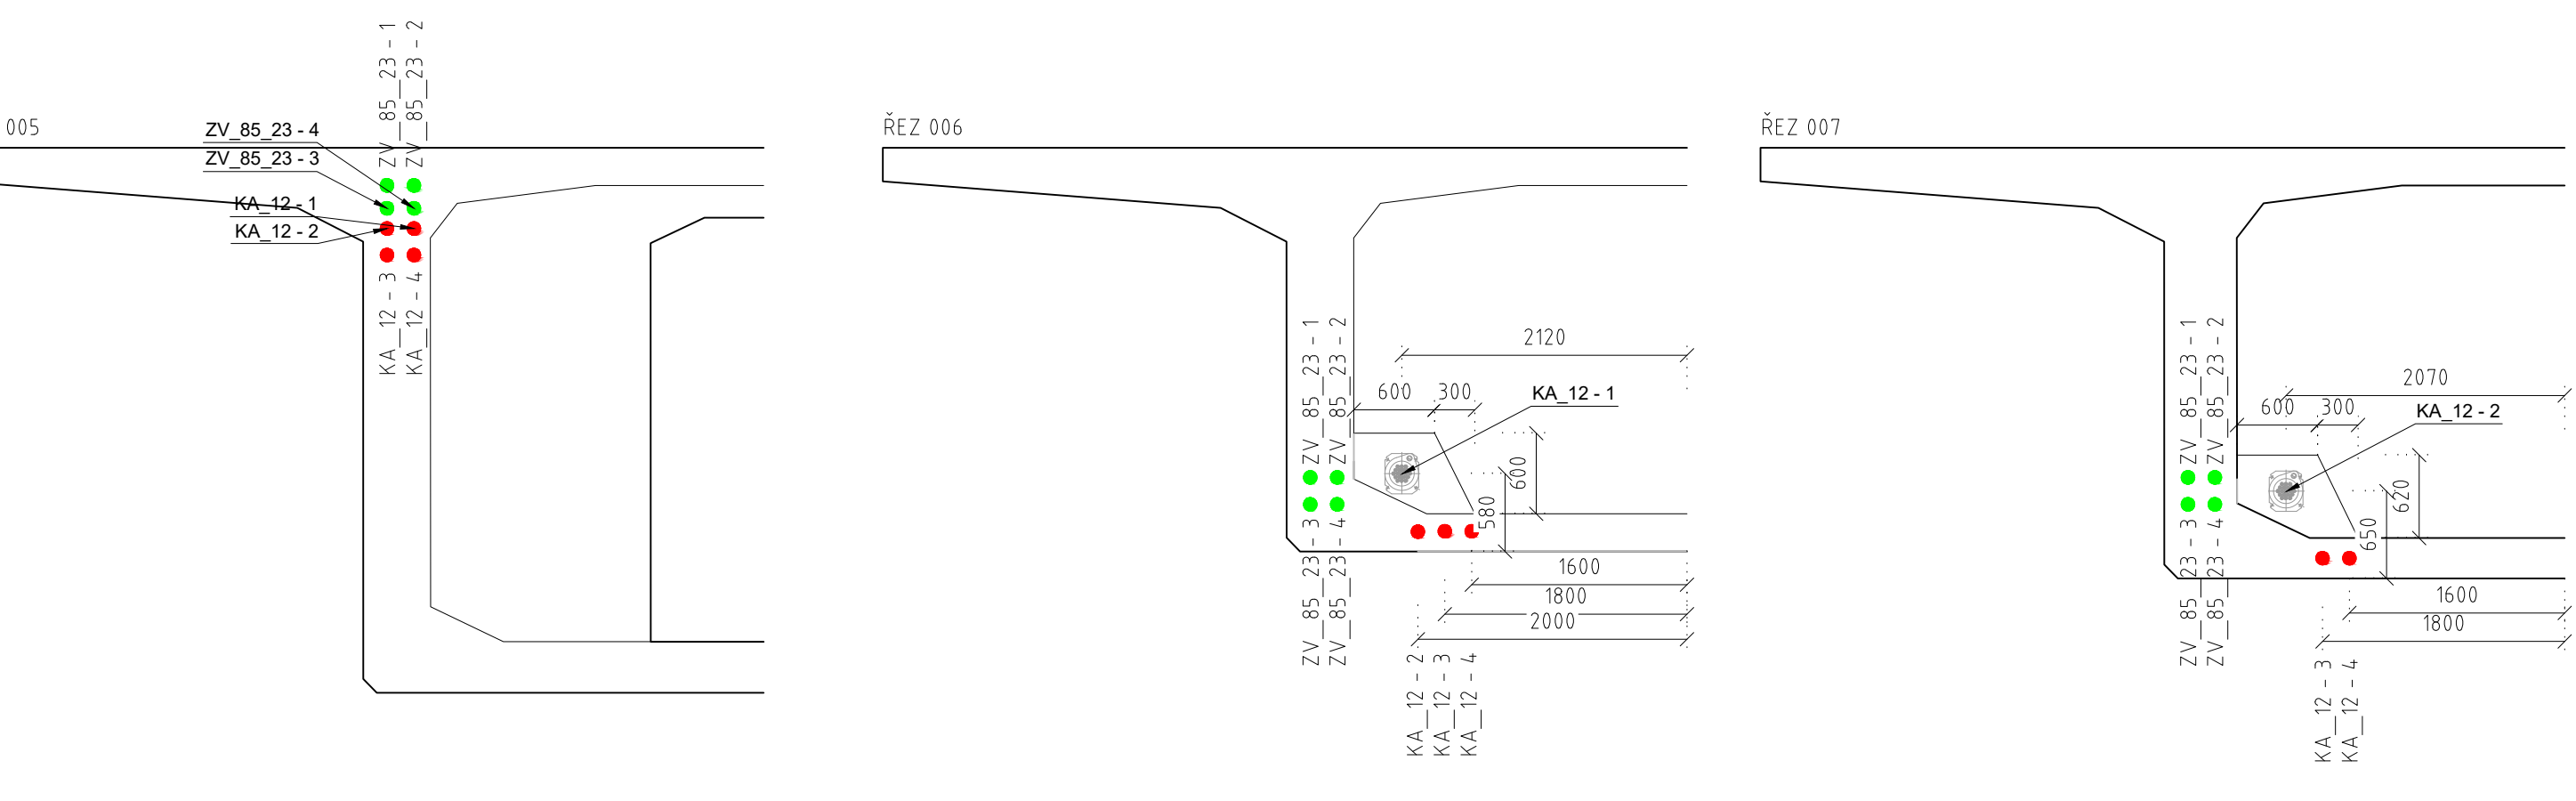 005
ZV_85_23 - 1
ZV_85_23 - 2
ZV_85_23 - 4
ZV_85_23 - 3
KA_12 - 1
KA_12 - 2
KA_12 - 3
KA_12 - 4
ŘEZ 006
2120
600
300
KA_12 - 1
ZV_85_23 - 1
ZV_85_23 - 2
600
580
ZV_85_23 - 3
ZV_85_23 - 4
1600
1800
2000
KA_12 - 2
KA_12 - 3
KA_12 - 4
ŘEZ 007
2070
600
300
KA_12 - 2
ZV_85_23 - 1
ZV_85_23 - 2
620
650
ZV_85_23 - 3
ZV_85_23 - 4
1600
1800
KA_12 - 3
KA_12 - 4